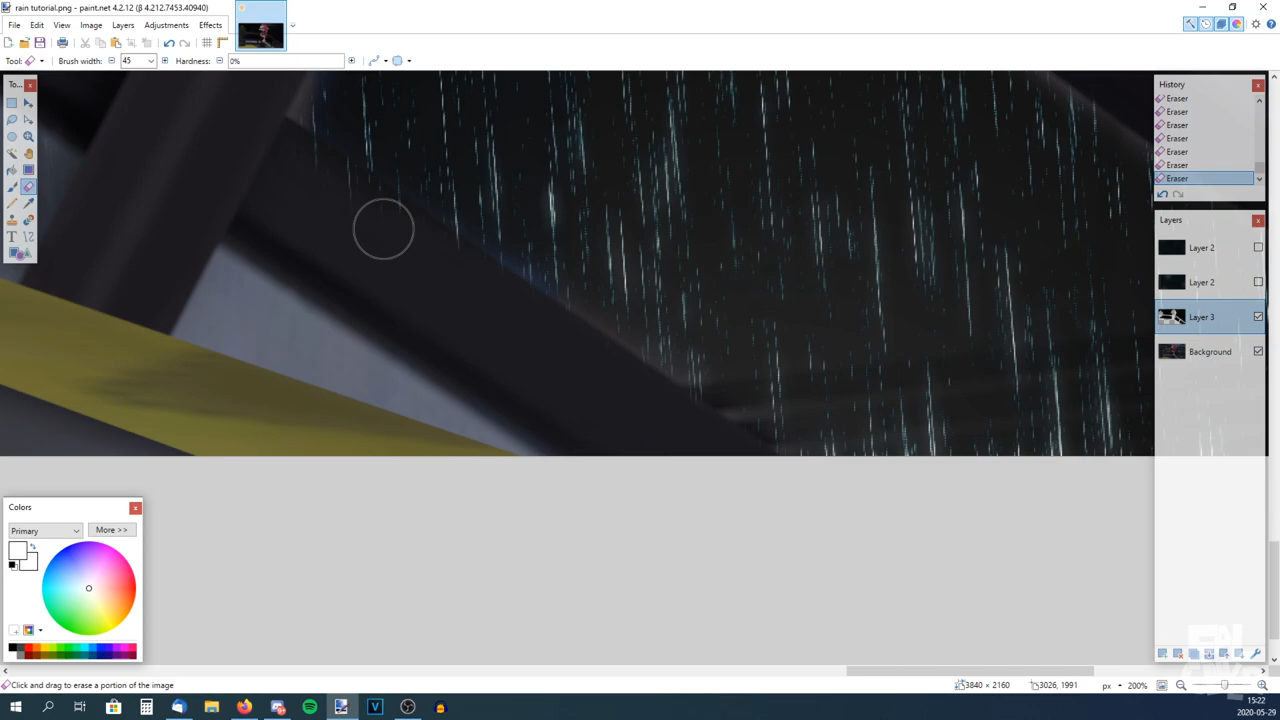 rain tutorial.png - paint.net 4.2.12 (β 4.212.7453.40940)
File Edit View Image Layers Adjustments Effects
Tool: Brush width: 45 Hardness: 0%
To...
History
Eraser
Eraser
Eraser
Eraser
Eraser
Eraser
Eraser
Layers
Layer 2
Layer 2
Layer 3
Background
Colors
Primary More >>
Click and drag to erase a portion of the image 3840 × 2160 3026, 1991 px 200%
15:22
2020-05-29